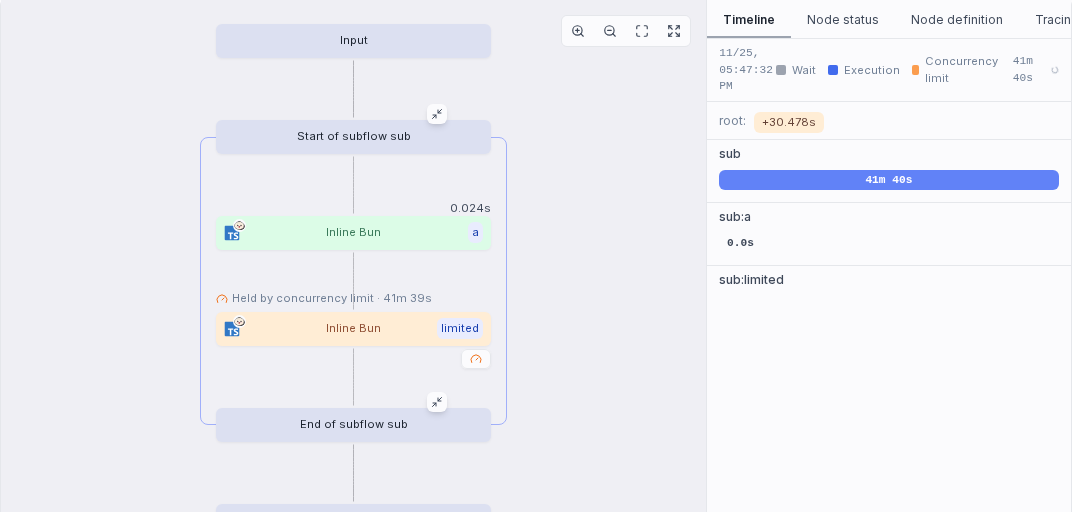 Input
Start of subflow sub
0.024s
TS
Inline Bun
a
Held by concurrency limit · 41m 39s
TS
Inline Bun
limited
End of subflow sub
Timeline
Node status
Node definition
Tracin
11/25,
05:47:32
PM
Wait
Execution
Concurrency
limit
41m
40s
root:
+30.478s
sub
41m 40s
sub:a
0.0s
sub:limited